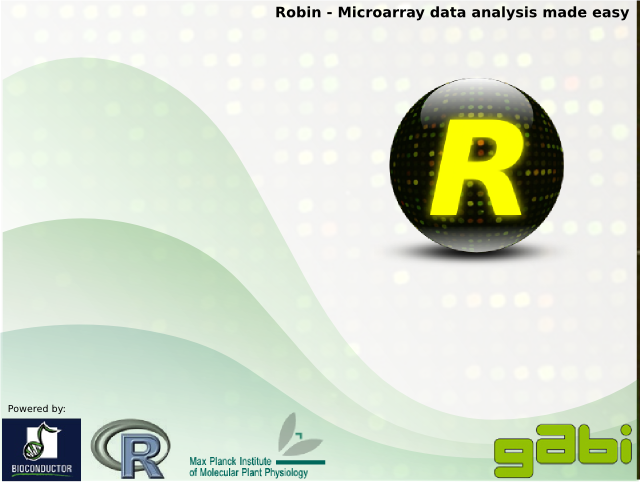 Robin - Microarray data analysis made easy
R
Powered by:
BIOCONDUCTOR
R
Max Planck Institute
of Molecular Plant Physiology
gabi